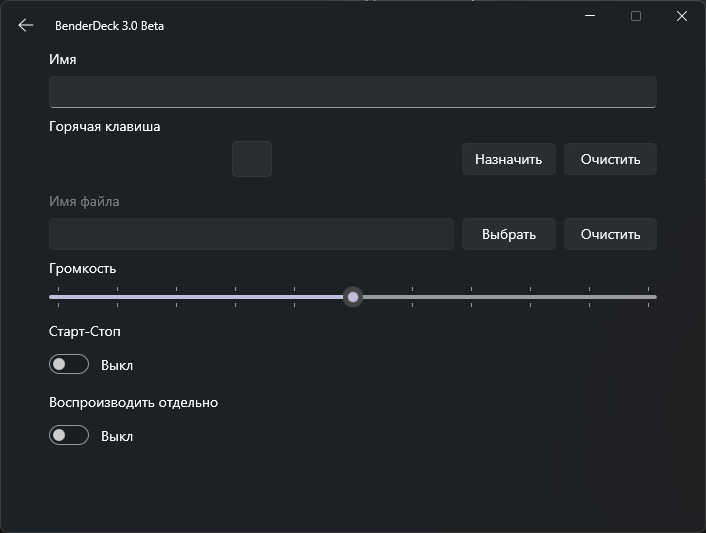 BenderDeck 3.0 Beta
Имя
Горячая клавиша
Назначить
Очистить
Имя файла
Выбрать
Очистить
Громкость
Старт-Стоп
Выкл
Воспроизводить отдельно
Выкл